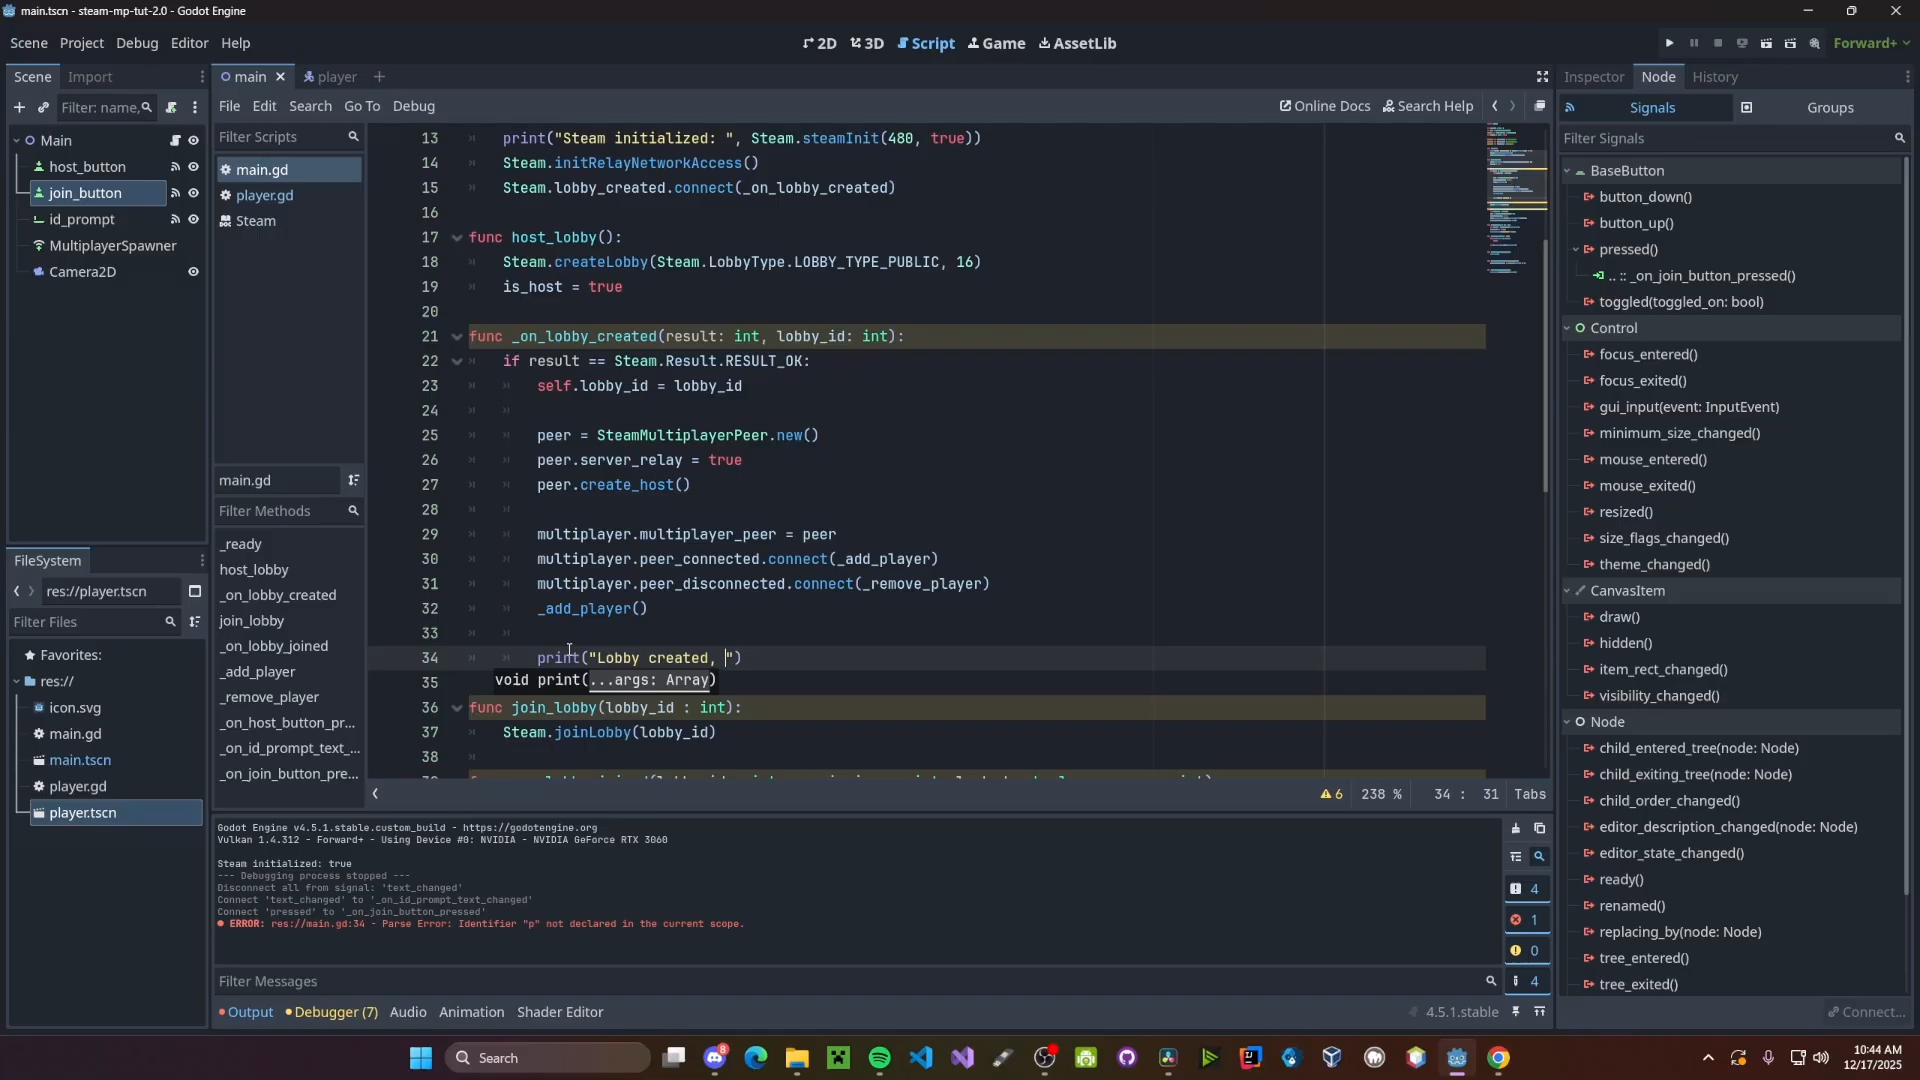 main.tscn - steam-mp-tut-2.0 - Godot Engine
Scene Project Debug Editor Help
2D 3D Script Game AssetLib
Forward+
Scene Import
main player
Inspector Node History
Filter: name,
File Edit Search Go To Debug
Online Docs Search Help
Signals Groups
Main
host_button
join_button
id_prompt
MultiplayerSpawner
Camera2D
Filter Scripts
main.gd
player.gd
Steam
main.gd
Filter Methods
_ready
host_lobby
_on_lobby_created
join_lobby
_on_lobby_joined
_add_player
_remove_player
_on_host_button_pr...
_on_id_prompt_text_...
_on_join_button_pre...
13 print("Steam initialized: ", Steam.steamInit(480, true))
14 Steam.initRelayNetworkAccess()
15 Steam.lobby_created.connect(_on_lobby_created)
16
17 func host_lobby():
18 Steam.createLobby(Steam.LobbyType.LOBBY_TYPE_PUBLIC, 16)
19 is_host = true
20
21 func _on_lobby_created(result: int, lobby_id: int):
22 if result == Steam.Result.RESULT_OK:
23 self.lobby_id = lobby_id
24
25 peer = SteamMultiplayerPeer.new()
26 peer.server_relay = true
27 peer.create_host()
28
29 multiplayer.multiplayer_peer = peer
30 multiplayer.peer_connected.connect(_add_player)
31 multiplayer.peer_disconnected.connect(_remove_player)
32 _add_player()
33
34 print("Lobby created, ")
35 void print(...args: Array)
36 func join_lobby(lobby_id : int):
37 Steam.joinLobby(lobby_id)
38
6 238 % 34 : 31 Tabs
FileSystem
res://player.tscn
Filter Files
Favorites:
res://
icon.svg
main.gd
main.tscn
player.gd
player.tscn
Godot Engine v4.5.1.stable.custom_build - https://godotengine.org
Vulkan 1.4.312 - Forward+ - Using Device #0: NVIDIA - NVIDIA GeForce RTX 3060
Steam initialized: true
--- Debugging process stopped ---
Disconnect all from signal: 'text_changed'
Connect 'text_changed' to '_on_id_prompt_text_changed'
Connect 'pressed' to '_on_join_button_pressed'
ERROR: res://main.gd:34 - Parse Error: Identifier "p" not declared in the current scope.
4
1
0
4
Filter Messages
Output Debugger (7) Audio Animation Shader Editor
4.5.1.stable
Filter Signals
BaseButton
button_down()
button_up()
pressed()
.. :: _on_join_button_pressed()
toggled(toggled_on: bool)
Control
focus_entered()
focus_exited()
gui_input(event: InputEvent)
minimum_size_changed()
mouse_entered()
mouse_exited()
resized()
size_flags_changed()
theme_changed()
CanvasItem
draw()
hidden()
item_rect_changed()
visibility_changed()
Node
child_entered_tree(node: Node)
child_exiting_tree(node: Node)
child_order_changed()
editor_description_changed(node: Node)
editor_state_changed()
ready()
renamed()
replacing_by(node: Node)
tree_entered()
tree_exited()
Connect...
Search
8
10:44 AM
12/17/2025